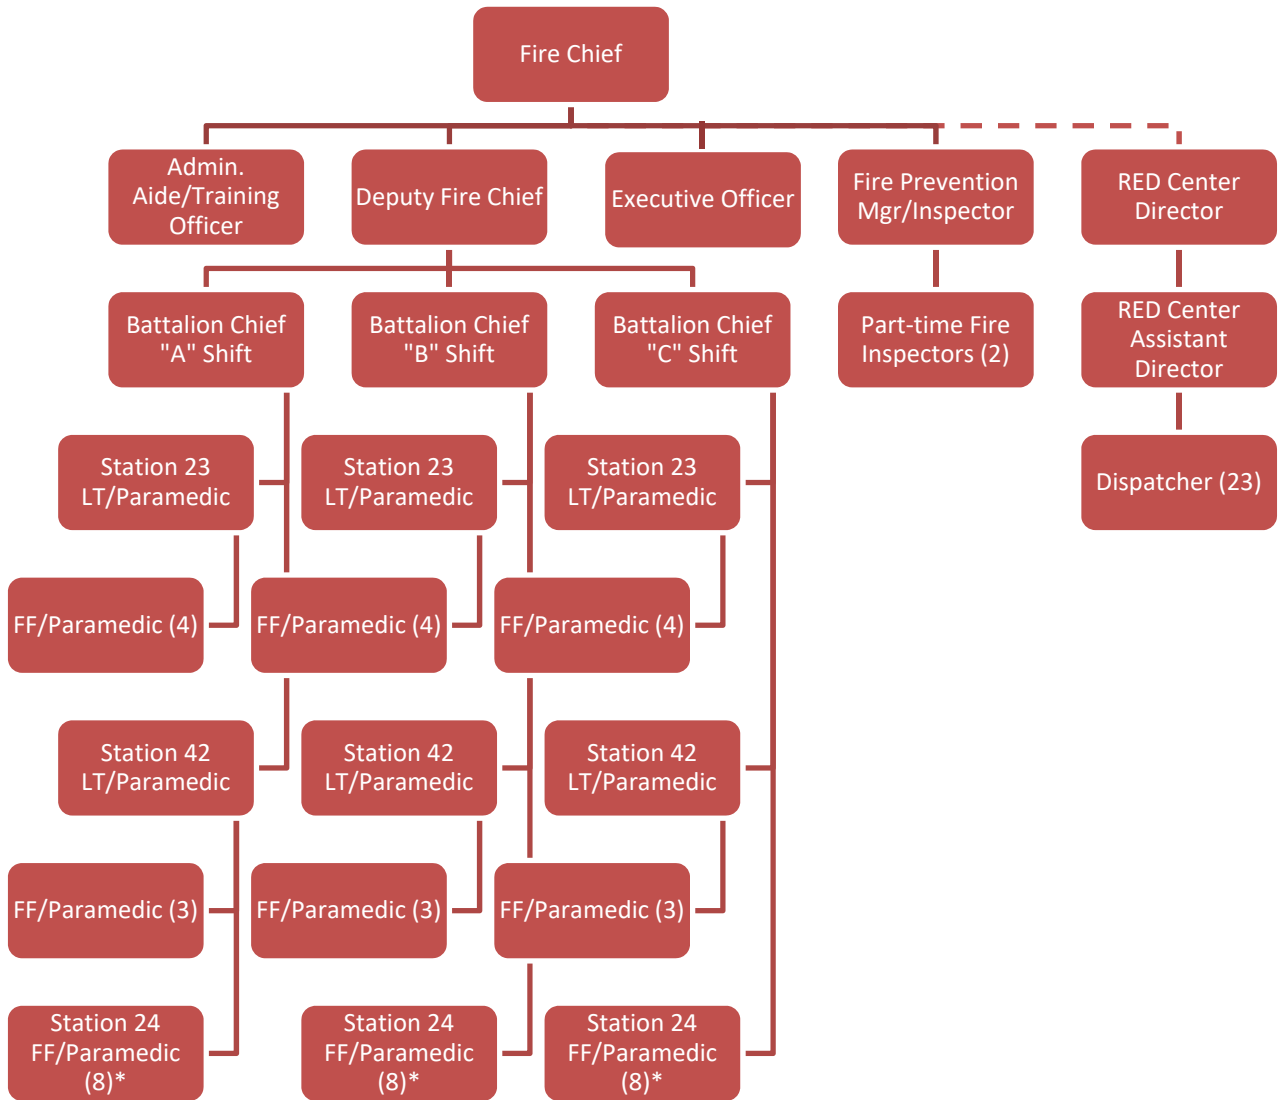 Fire Chief
Admin.
Aide/Training
Officer
Deputy Fire Chief
Executive Officer
Fire Prevention
Mgr/Inspector
RED Center
Director
Battalion Chief
"A" Shift
Battalion Chief
"B" Shift
Battalion Chief
"C" Shift
Part-time Fire
Inspectors (2)
RED Center
Assistant
Director
Station 23
LT/Paramedic
Station 23
LT/Paramedic
Station 23
LT/Paramedic
Dispatcher (23)
FF/Paramedic (4)
FF/Paramedic (4)
FF/Paramedic (4)
Station 42
LT/Paramedic
Station 42
LT/Paramedic
Station 42
LT/Paramedic
FF/Paramedic (3)
FF/Paramedic (3)
FF/Paramedic (3)
Station 24
FF/Paramedic
(8)*
Station 24
FF/Paramedic
(8)*
Station 24
FF/Paramedic
(8)*